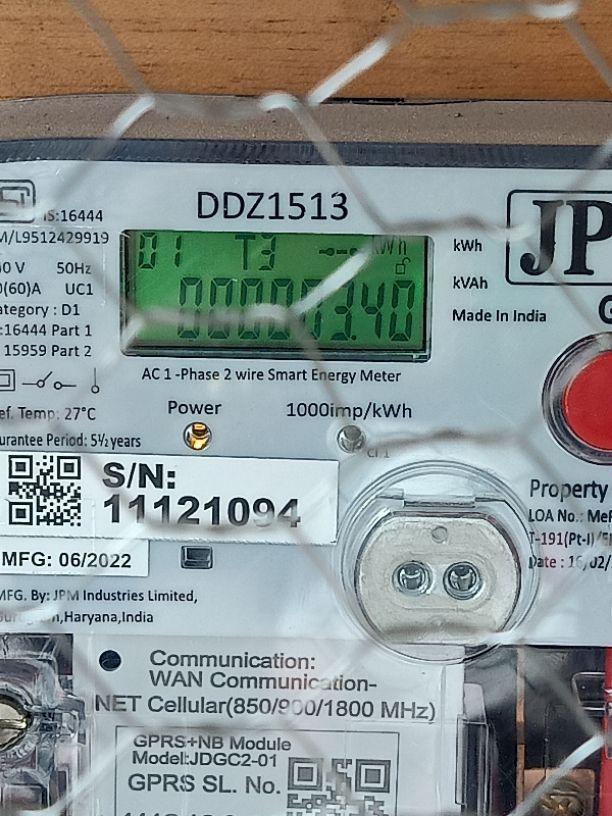 DDZ1513
IS:16444
M/L9512429919
50Hz
(60)A UC1
ategory : D1
:16444 Part 1
15959 Part 2
ef. Temp: 27°C
urantee Period: 5½ years
01 T3 kWh
kWh
kVAh
Made In India
JP
G
AC 1 -Phase 2 wire Smart Energy Meter
Power
1000imp/kWh
S/N:
11121094
MFG: 06/2022
MFG. By: JPM Industries Limited,
Haryana,India
Property
LOA No.: MeP
T-191(Pt-I)/
Date : 16/02/
Communication:
WAN Communication-
NET Cellular(850/900/1800 MHz)
GPRS+NB Module
Model:JDGC2-01
GPRS SL. No.